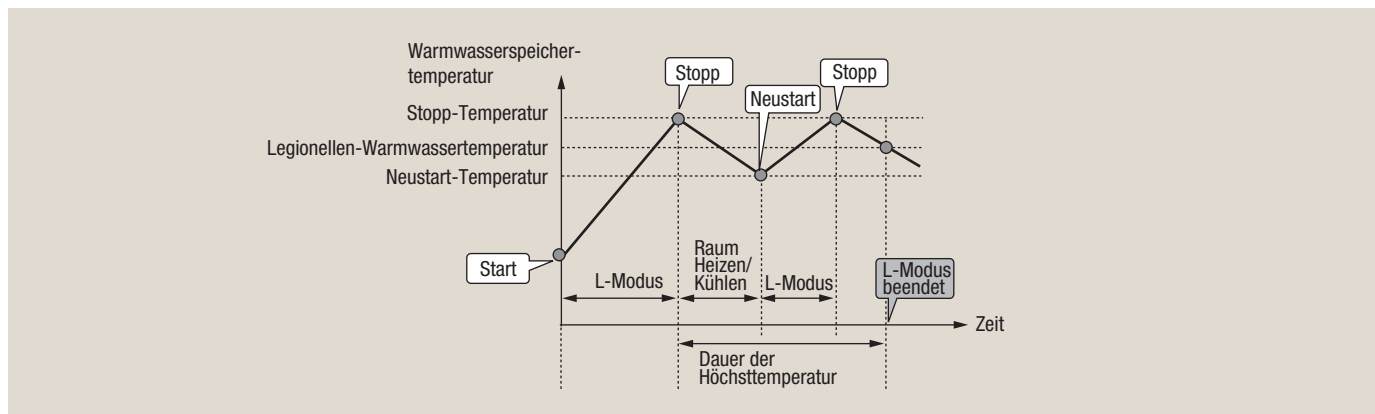 Warmwasserspeicher-
temperatur
Stopp
Stopp
Neustart
Stopp-Temperatur
Legionellen-Warmwassertemperatur
Neustart-Temperatur
Start
L-Modus
Raum
Heizen/
Kühlen
L-Modus
L-Modus
beendet
Zeit
Dauer der
Höchsttemperatur